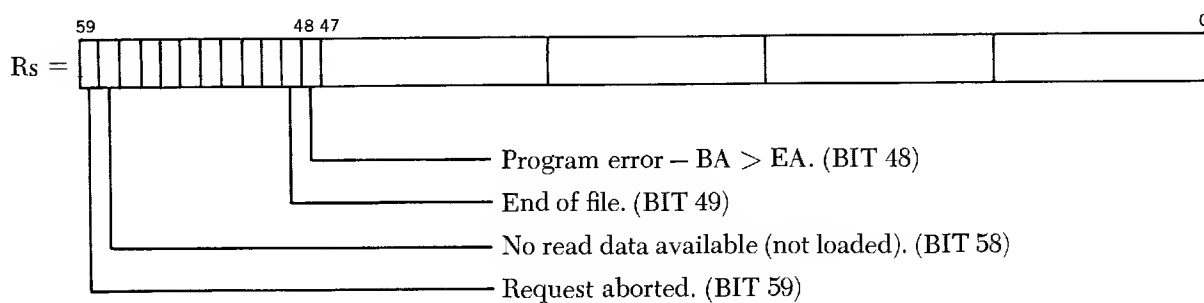 59 48 47 0
Rs =
Program error – BA > EA. (BIT 48)
End of file. (BIT 49)
No read data available (not loaded). (BIT 58)
Request aborted. (BIT 59)